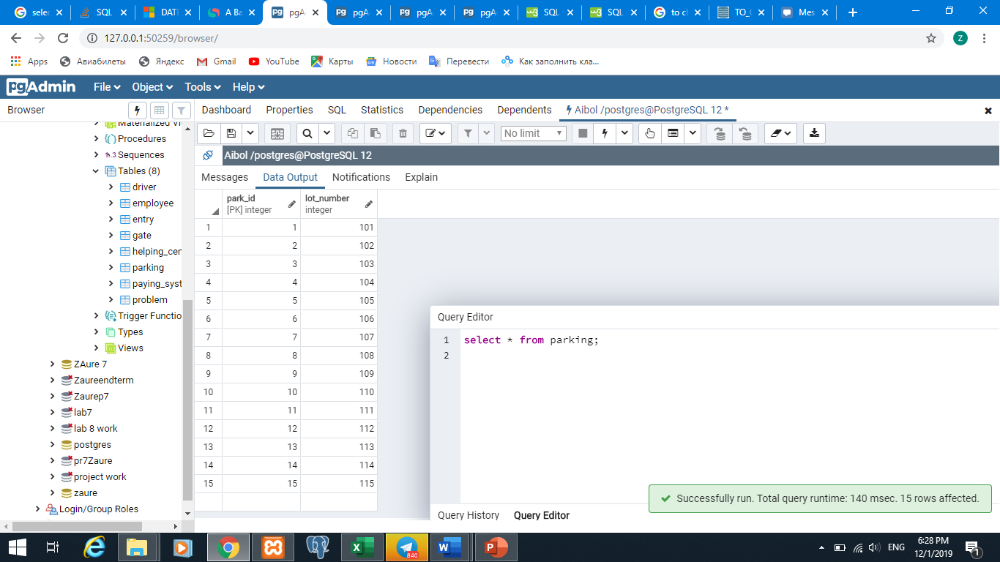 selec
SQL
DATE
A Ba
pgA
pgA
pgA
pgA
SQL
SQL
to ch
TO_C
Mes
127.0.0.1:50259/browser/
Z
Apps
Авиабилеты
Яндекс
Gmail
YouTube
Карты
Новости
Перевести
Как заполнить кла...
pgAdmin
File
Object
Tools
Help
Browser
Dashboard
Properties
SQL
Statistics
Dependencies
Dependents
Aibol /postgres@PostgreSQL 12 *
No limit
Materialized Vi
Procedures
Sequences
Tables (8)
driver
employee
entry
gate
helping_cen
parking
paying_syst
problem
Trigger Functio
Types
Views
ZAure 7
Zaureendterm
Zaurep7
lab7
lab 8 work
postgres
pr7Zaure
project work
zaure
Login/Group Roles
Aibol /postgres@PostgreSQL 12
Messages
Data Output
Notifications
Explain
park_id
[PK] integer
lot_number
integer
1 1 101
2 2 102
3 3 103
4 4 104
5 5 105
6 6 106
7 7 107
8 8 108
9 9 109
10 10 110
11 11 111
12 12 112
13 13 113
14 14 114
15 15 115
Query Editor
1 select * from parking;
2
Successfully run. Total query runtime: 140 msec. 15 rows affected.
Query History
Query Editor
840
ENG
6:28 PM
12/1/2019
1